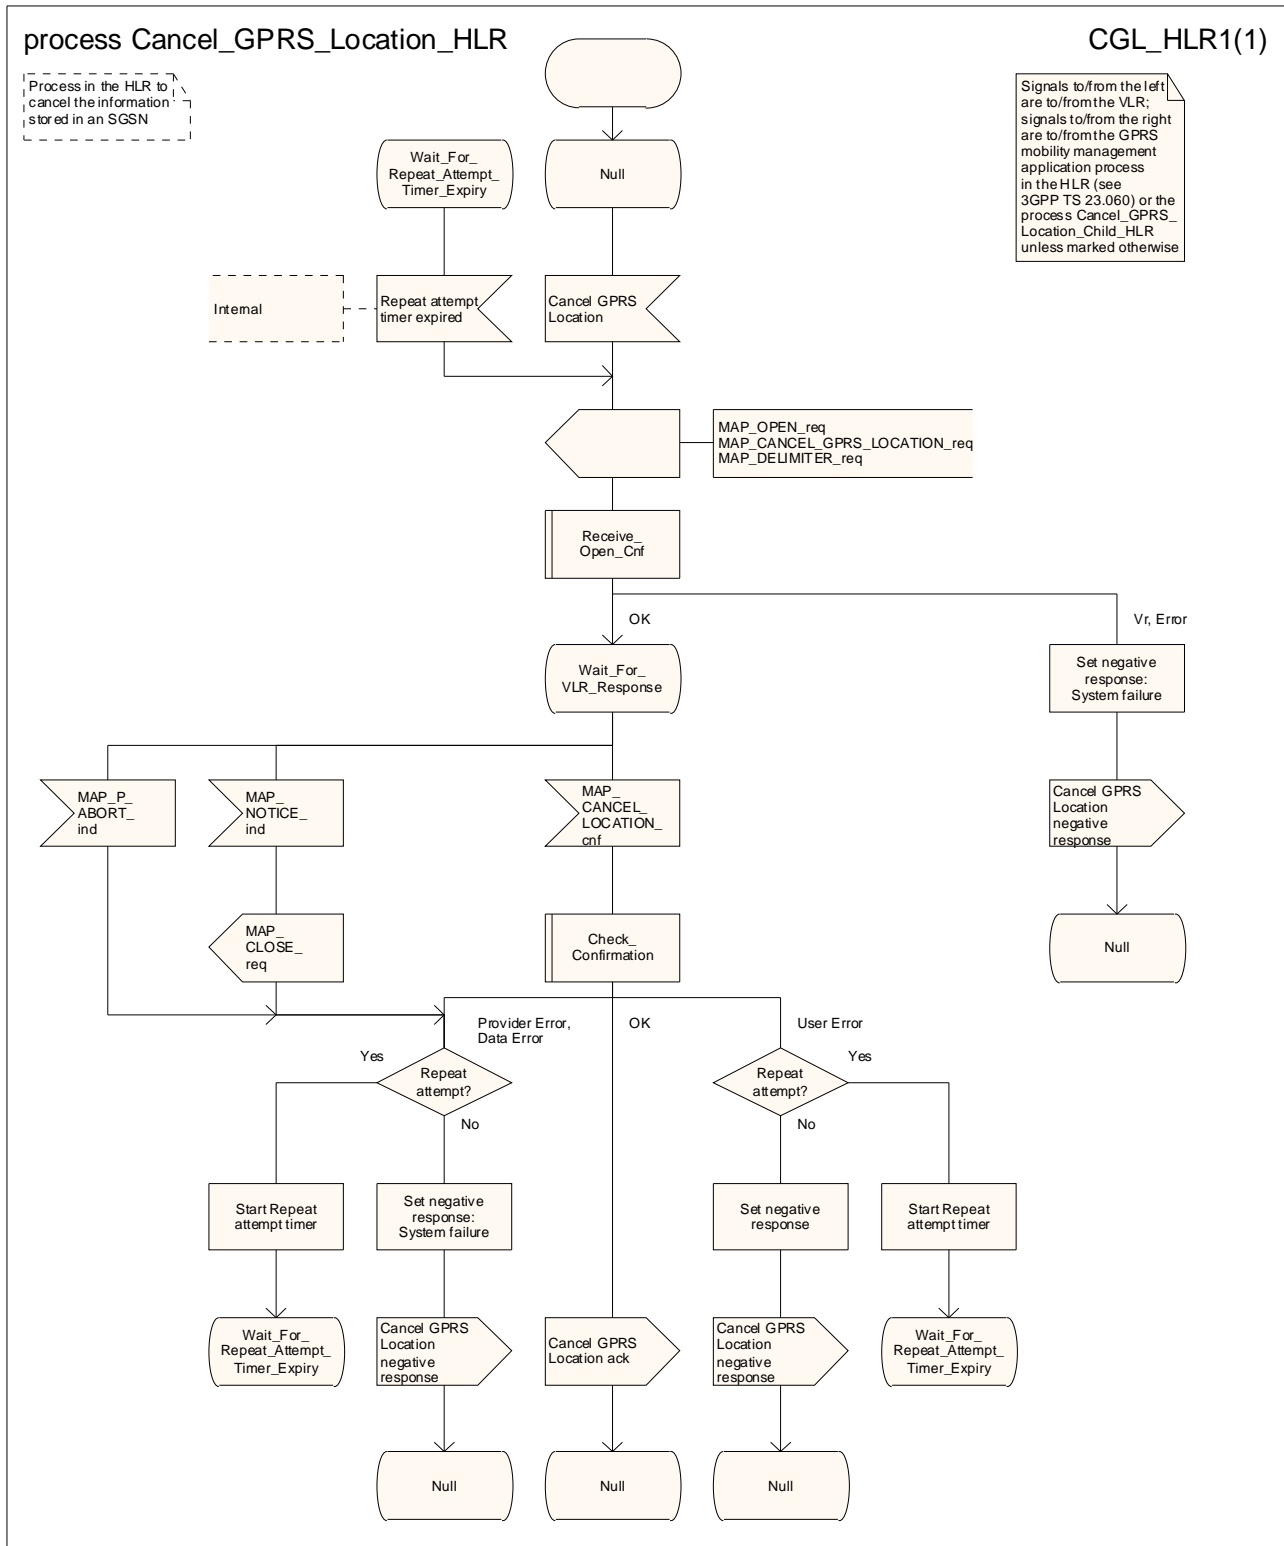 process Cancel_GPRS_Location_HLR
CGL_HLR1(1)
Process in the HLR to
cancel the information
stored in an SGSN
Signals to/from the left
are to/from the VLR;
signals to/from the right
are to/from the GPRS
mobility management
application process
in the HLR (see
3GPP TS 23.060) or the
process Cancel_GPRS_
Location_Child_HLR
unless marked otherwise
Wait_For_
Repeat_Attempt_
Timer_Expiry
Null
Internal
Repeat attempt
timer expired
Cancel GPRS
Location
MAP_OPEN_req
MAP_CANCEL_GPRS_LOCATION_req
MAP_DELIMITER_req
Receive_
Open_Cnf
OK
Vr, Error
Wait_For_
VLR_Response
Set negative
response:
System failure
MAP_P_
ABORT_
ind
MAP_
NOTICE_
ind
MAP_
CANCEL_
LOCATION_
cnf
Cancel GPRS
Location
negative
response
MAP_
CLOSE_
req
Check_
Confirmation
Null
Provider Error,
Data Error
OK
User Error
Yes
Repeat
attempt?
No
Yes
Repeat
attempt?
No
Start Repeat
attempt timer
Set negative
response:
System failure
Set negative
response
Start Repeat
attempt timer
Wait_For_
Repeat_Attempt_
Timer_Expiry
Cancel GPRS
Location
negative
response
Cancel GPRS
Location ack
Cancel GPRS
Location
negative
response
Wait_For_
Repeat_Attempt_
Timer_Expiry
Null
Null
Null